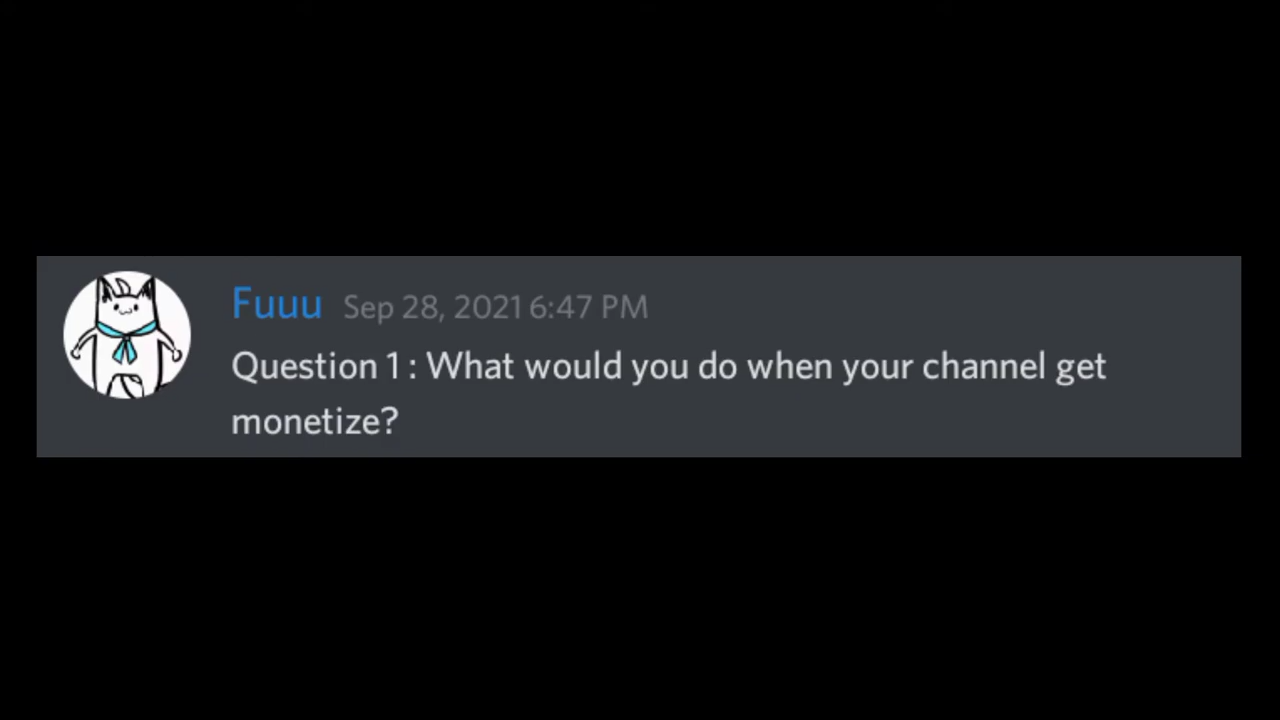 Fuuu Sep 28, 2021 6:47 PM
Question 1 : What would you do when your channel get
monetize?